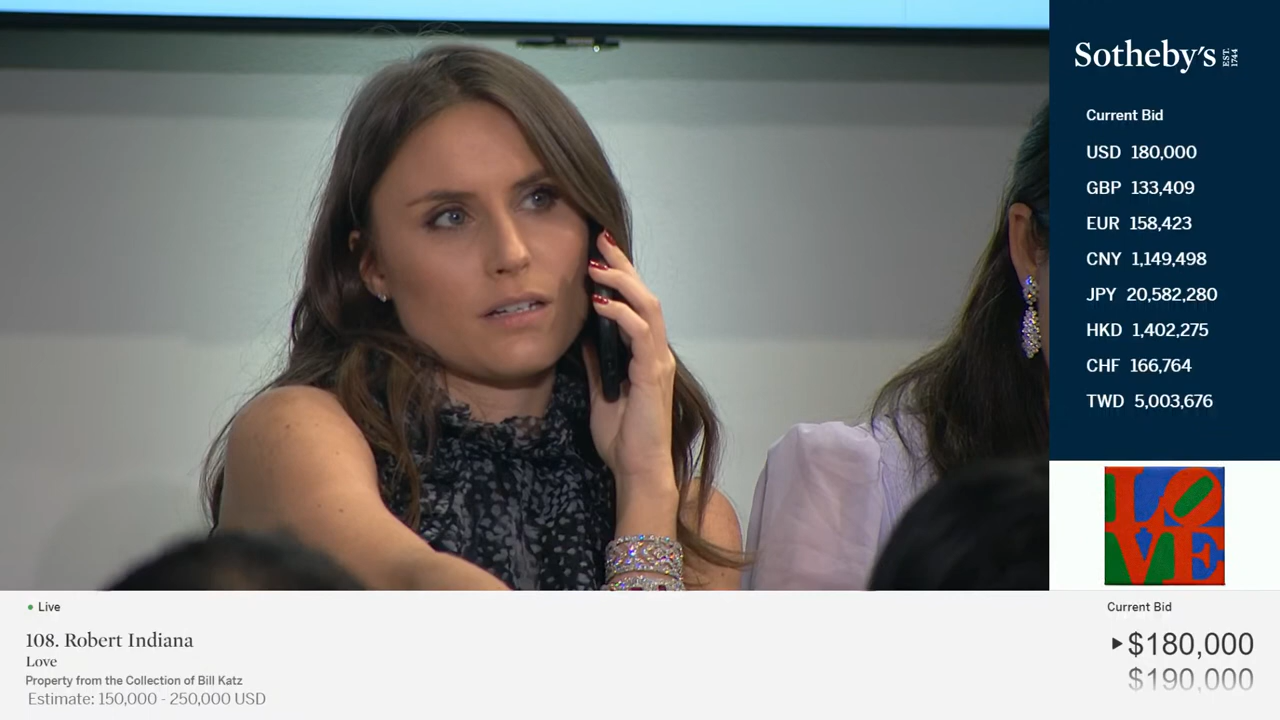 Sotheby's EST. 1744
Current Bid
USD 180,000
GBP 133,409
EUR 158,423
CNY 1,149,498
JPY 20,582,280
HKD 1,402,275
CHF 166,764
TWD 5,003,676
LO
VE
Live
108. Robert Indiana
Love
Property from the Collection of Bill Katz
Estimate: 150,000 - 250,000 USD
Current Bid
$180,000
$190,000